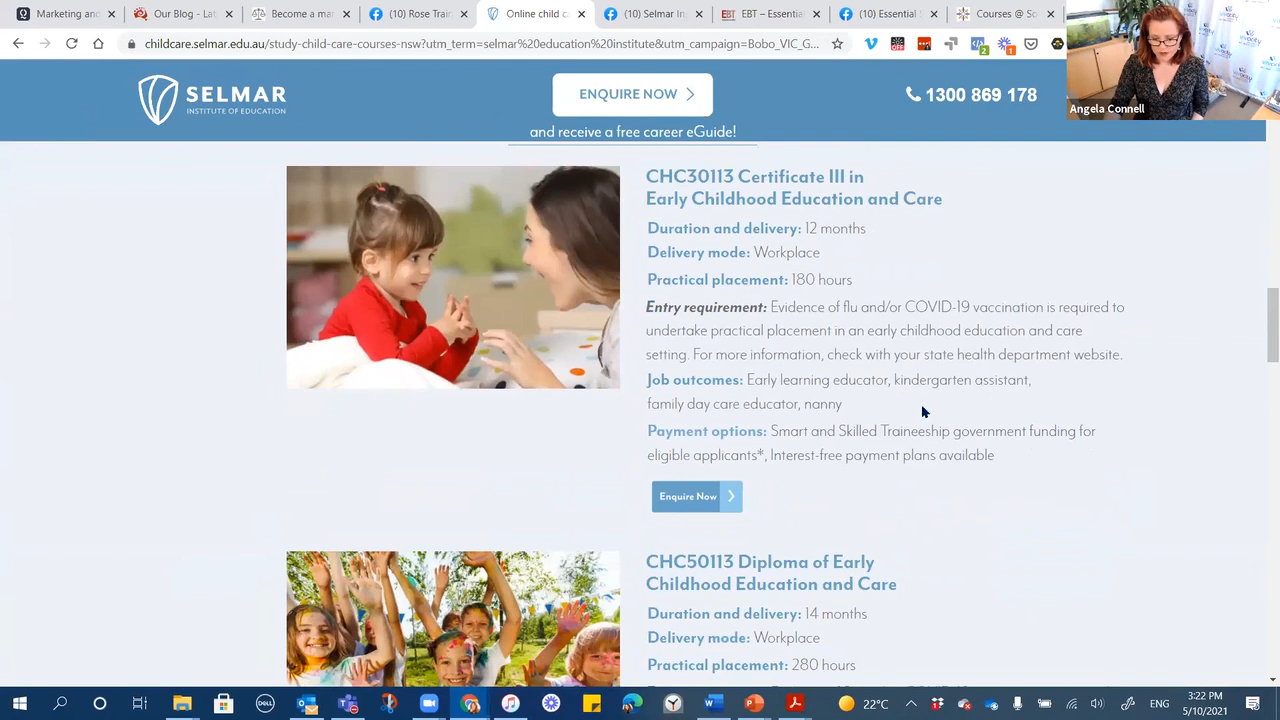 Marketing and
Our Blog - Lat
Become a mar
(10) Rose Train
Online child ca
(10) Selmar In
EBT – Essentia
(10) Essential
Courses @ So
childcare.selmar.edu.au/study-child-care-courses-nsw?utm_term=selmar%20education%20institute&utm_campaign=Bobo_VIC_G...
SELMAR
INSTITUTE OF EDUCATION
ENQUIRE NOW
1300 869 178
Angela Connell
and receive a free career eGuide!
CHC30113 Certificate III in
Early Childhood Education and Care
Duration and delivery: 12 months
Delivery mode: Workplace
Practical placement: 180 hours
Entry requirement: Evidence of flu and/or COVID-19 vaccination is required to
undertake practical placement in an early childhood education and care
setting. For more information, check with your state health department website.
Job outcomes: Early learning educator, kindergarten assistant,
family day care educator, nanny
Payment options: Smart and Skilled Traineeship government funding for
eligible applicants*, Interest-free payment plans available
Enquire Now
CHC50113 Diploma of Early
Childhood Education and Care
Duration and delivery: 14 months
Delivery mode: Workplace
Practical placement: 280 hours
22°C
ENG
3:22 PM
5/10/2021